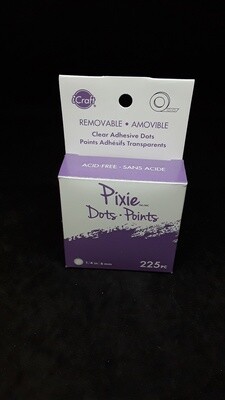 iCraft
REMOVABLE • AMOVIBLE
Clear Adhesive Dots
Points Adhésifs Transparents
ACID-FREE - SANS ACIDE
Pixie
Dots • Points
225PC